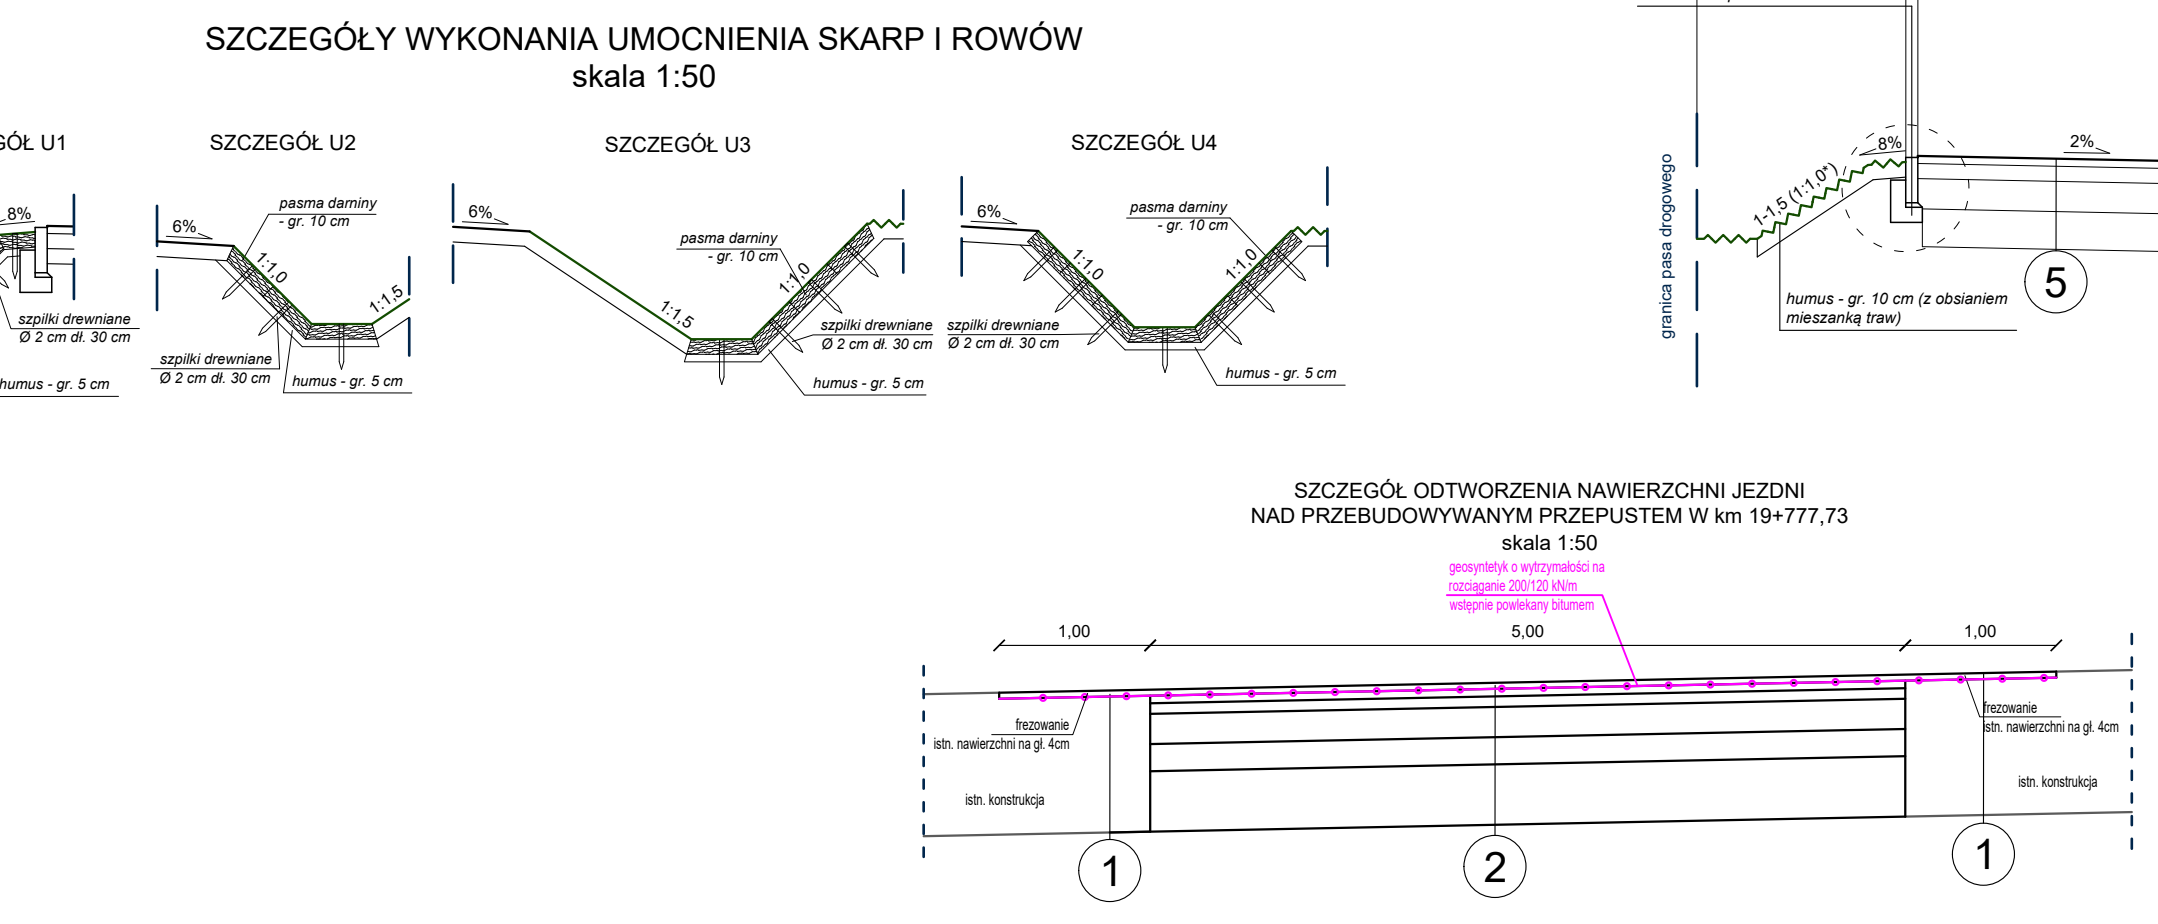 SZCZEGÓŁY WYKONANIA UMOCNIENIA SKARP I ROWÓW
skala 1:50
GÓŁ U1
8%
szpilki drewniane
Ø 2 cm dł. 30 cm
humus - gr. 5 cm
SZCZEGÓŁ U2
6%
pasma darniny
- gr. 10 cm
1:1,0
1:1,5
szpilki drewniane
Ø 2 cm dł. 30 cm
humus - gr. 5 cm
SZCZEGÓŁ U3
6%
pasma darniny
- gr. 10 cm
1:1,0
1:1,5
szpilki drewniane
Ø 2 cm dł. 30 cm
humus - gr. 5 cm
SZCZEGÓŁ U4
6%
pasma darniny
- gr. 10 cm
1:1,0
1:1,0
szpilki drewniane
Ø 2 cm dł. 30 cm
humus - gr. 5 cm
granica pasa drogowego
1-1,5 (1:1,0*)
8%
2%
5
humus - gr. 10 cm (z obsianiem
mieszanką traw)
SZCZEGÓŁ ODTWORZENIA NAWIERZCHNI JEZDNI
NAD PRZEBUDOWYWANYM PRZEPUSTEM W km 19+777,73
skala 1:50
geosyntetyk o wytrzymałości na
rozciąganie 200/120 kN/m
wstępnie powlekany bitumem
1,00
5,00
1,00
frezowanie
istn. nawierzchni na gł. 4cm
istn. konstrukcja
frezowanie
istn. nawierzchni na gł. 4cm
istn. konstrukcja
1
2
1